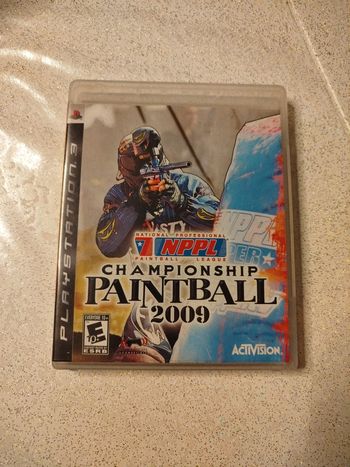 PLAYSTATION 3
NATIONAL PROFESSIONAL
NPPL
PAINTBALL LEAGUE
CHAMPIONSHIP
PAINTBALL
2009
EVERYONE 10+
E
ESRB
ACTIVISION